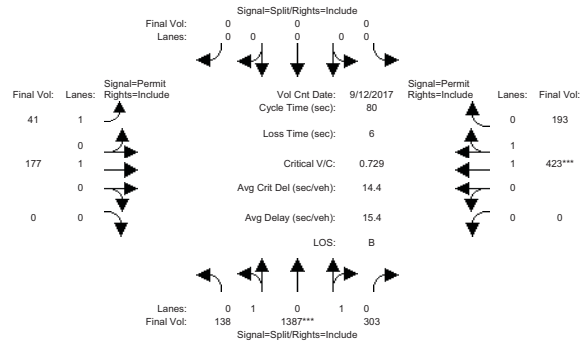 Signal=Split/Rights=Include
Final Vol: 0 0 0
Lanes: 0 0 0 0 0
Signal=Permit
Final Vol: Lanes: Rights=Include
Vol Cnt Date: 9/12/2017
Signal=Permit
Rights=Include Lanes: Final Vol:
Cycle Time (sec): 80
41 1
0 193
Loss Time (sec): 6
0
1
177 1
Critical V/C: 0.729
1 423***
0
Avg Crit Del (sec/veh): 14.4
0
0 0
Avg Delay (sec/veh): 15.4
0 0
LOS: B
Lanes: 0 1 0 1 0
Final Vol: 138 1387*** 303
Signal=Split/Rights=Include